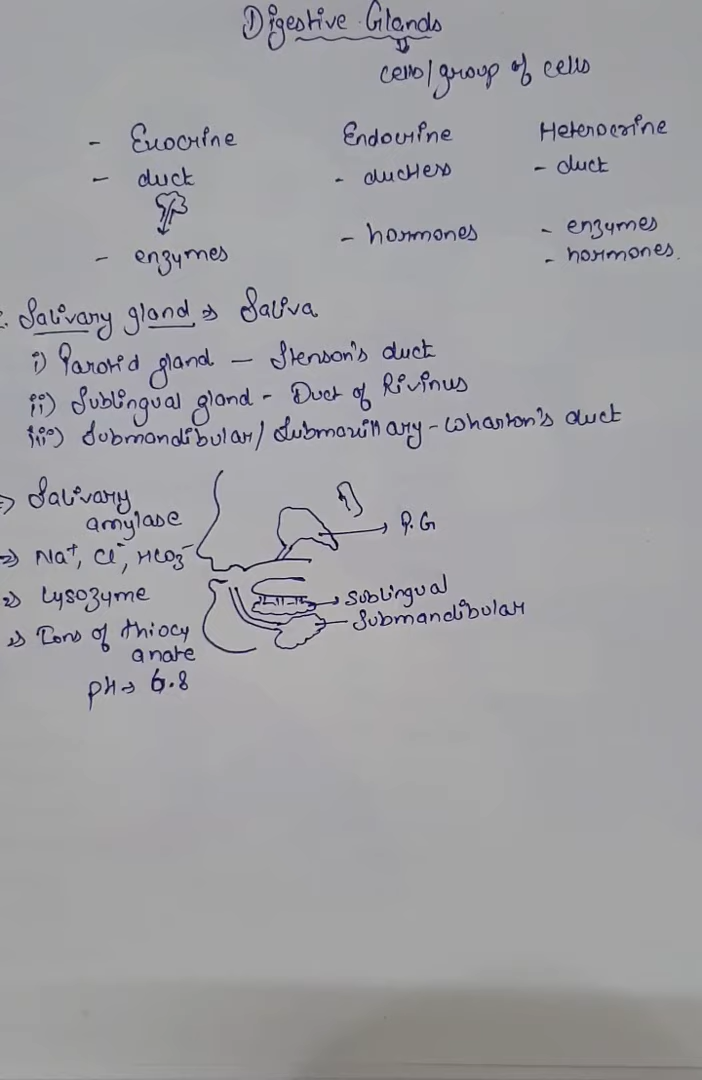 Digestive Glands
cells/group of cells
- Exocrine
- duct
- enzymes
Endocrine
- ductless
- hormones
Heterocrine
- duct
- enzymes
- hormones.
Salivary gland → Saliva
i) Parotid gland – Stenson's duct
ii) Sublingual gland - Duct of Rivinus
iii) Submandibular/Submaxillary - Wharton's duct
→ Salivary
amylase
→ Na⁺, Cl⁻, HCO₃⁻
→ Lysozyme
→ Ions of thiocy
anate
pH → 6.8
P.G
Sublingual
Submandibular